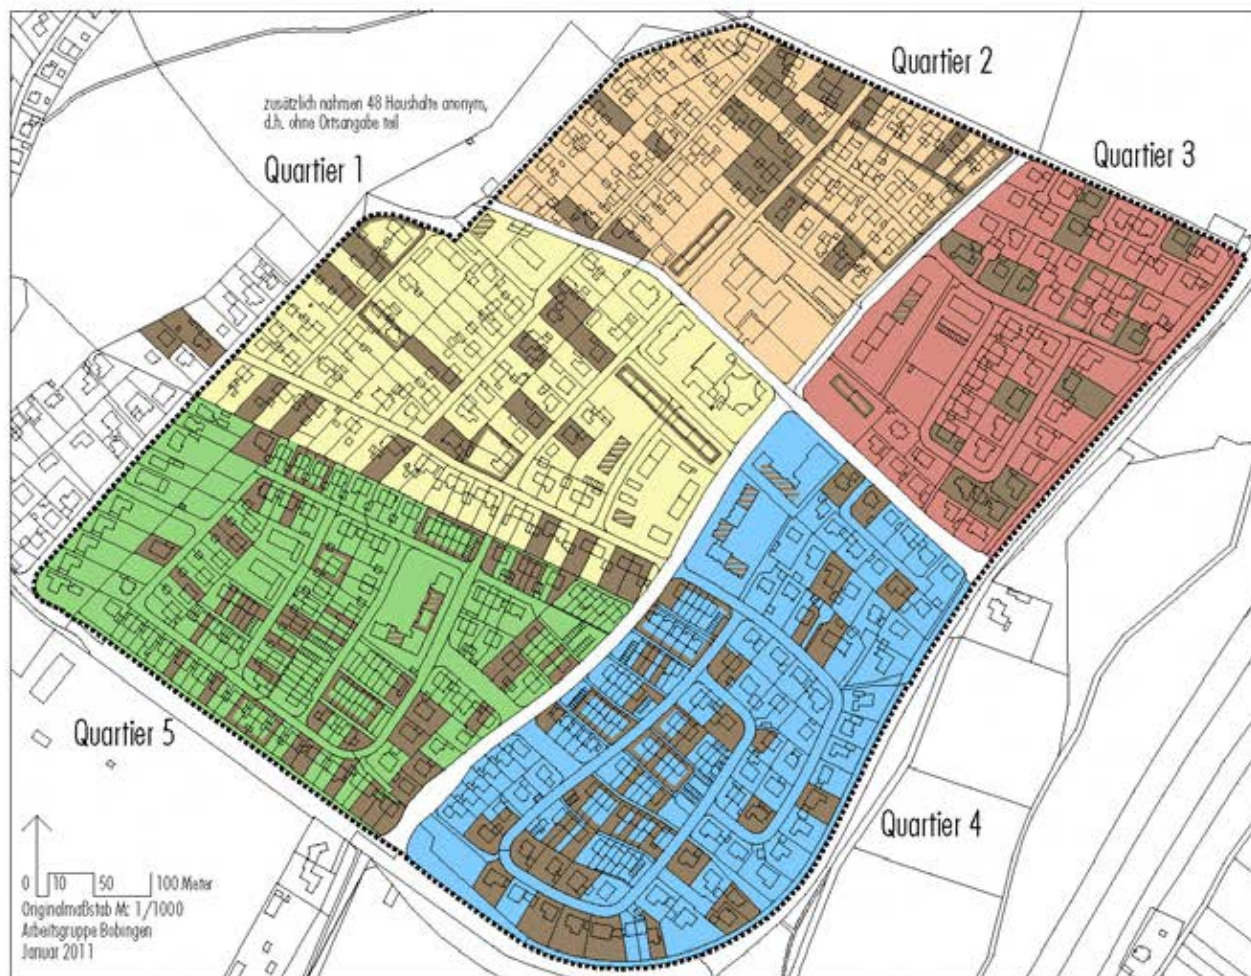 Quartier 2
zusätzlich nahmen 48 Haushalte anonym,
d.h. ohne Ortsangabe teil
Quartier 3
Quartier 1
Quartier 5
Quartier 4
0 10 50 100 Meter
Originalmaßstab M: 1/1000
Arbeitsgruppe Bobingen
Januar 2011